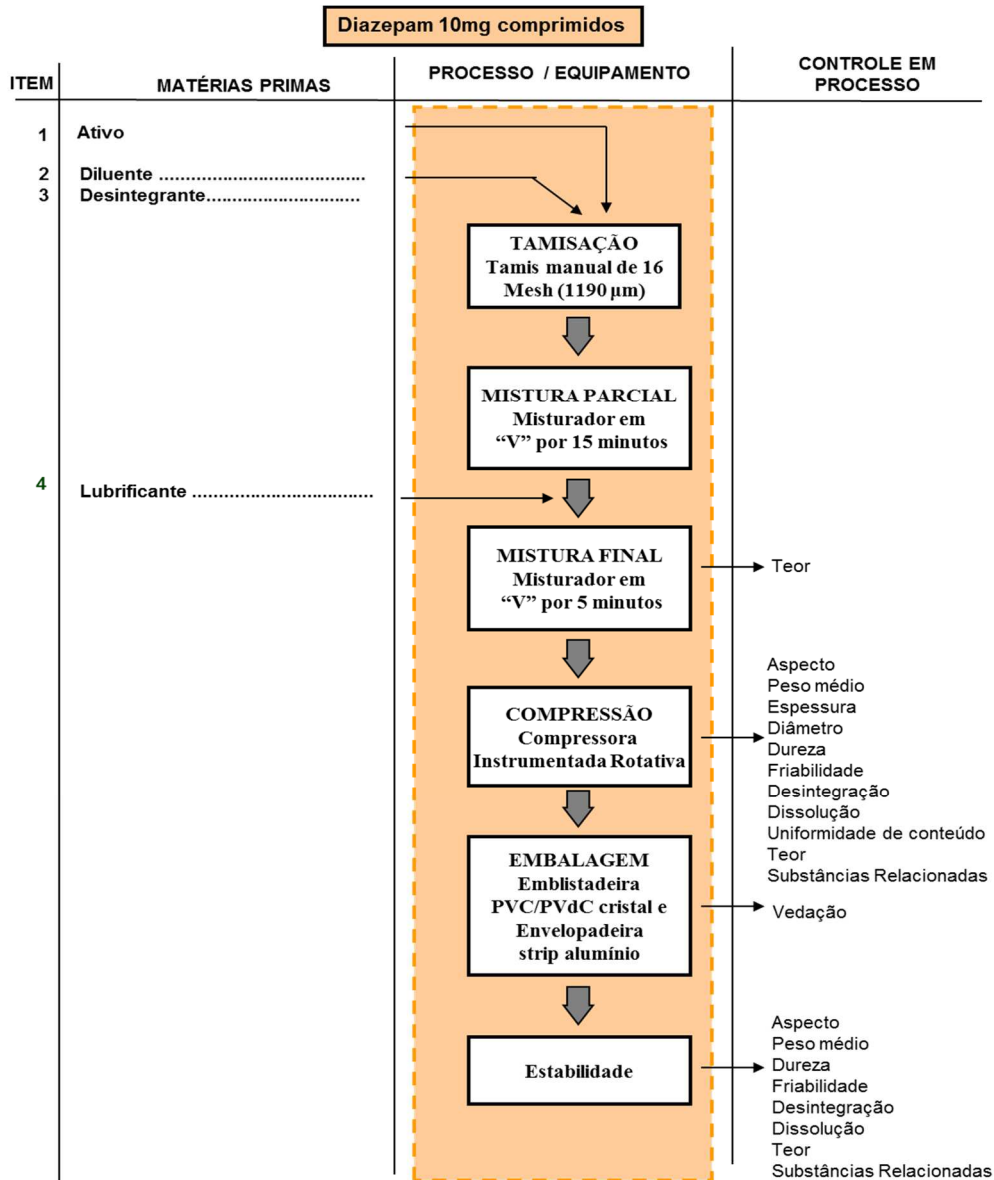 Diazepam 10mg comprimidos
ITEM
MATÉRIAS PRIMAS
PROCESSO / EQUIPAMENTO
CONTROLE EM
PROCESSO
1 Ativo
2 Diluente .......................................
3 Desintegrante.............................
TAMISAÇÃO
Tamis manual de 16
Mesh (1190 µm)
MISTURA PARCIAL
Misturador em
“V” por 15 minutos
4 Lubrificante ..................................
MISTURA FINAL
Misturador em
“V” por 5 minutos
Teor
COMPRESSÃO
Compressora
Instrumentada Rotativa
Aspecto
Peso médio
Espessura
Diâmetro
Dureza
Friabilidade
Desintegração
Dissolução
Uniformidade de conteúdo
Teor
Substâncias Relacionadas
EMBALAGEM
Emblistadeira
PVC/PVdC cristal e
Envelopadeira
strip alumínio
Vedação
Estabilidade
Aspecto
Peso médio
Dureza
Friabilidade
Desintegração
Dissolução
Teor
Substâncias Relacionadas